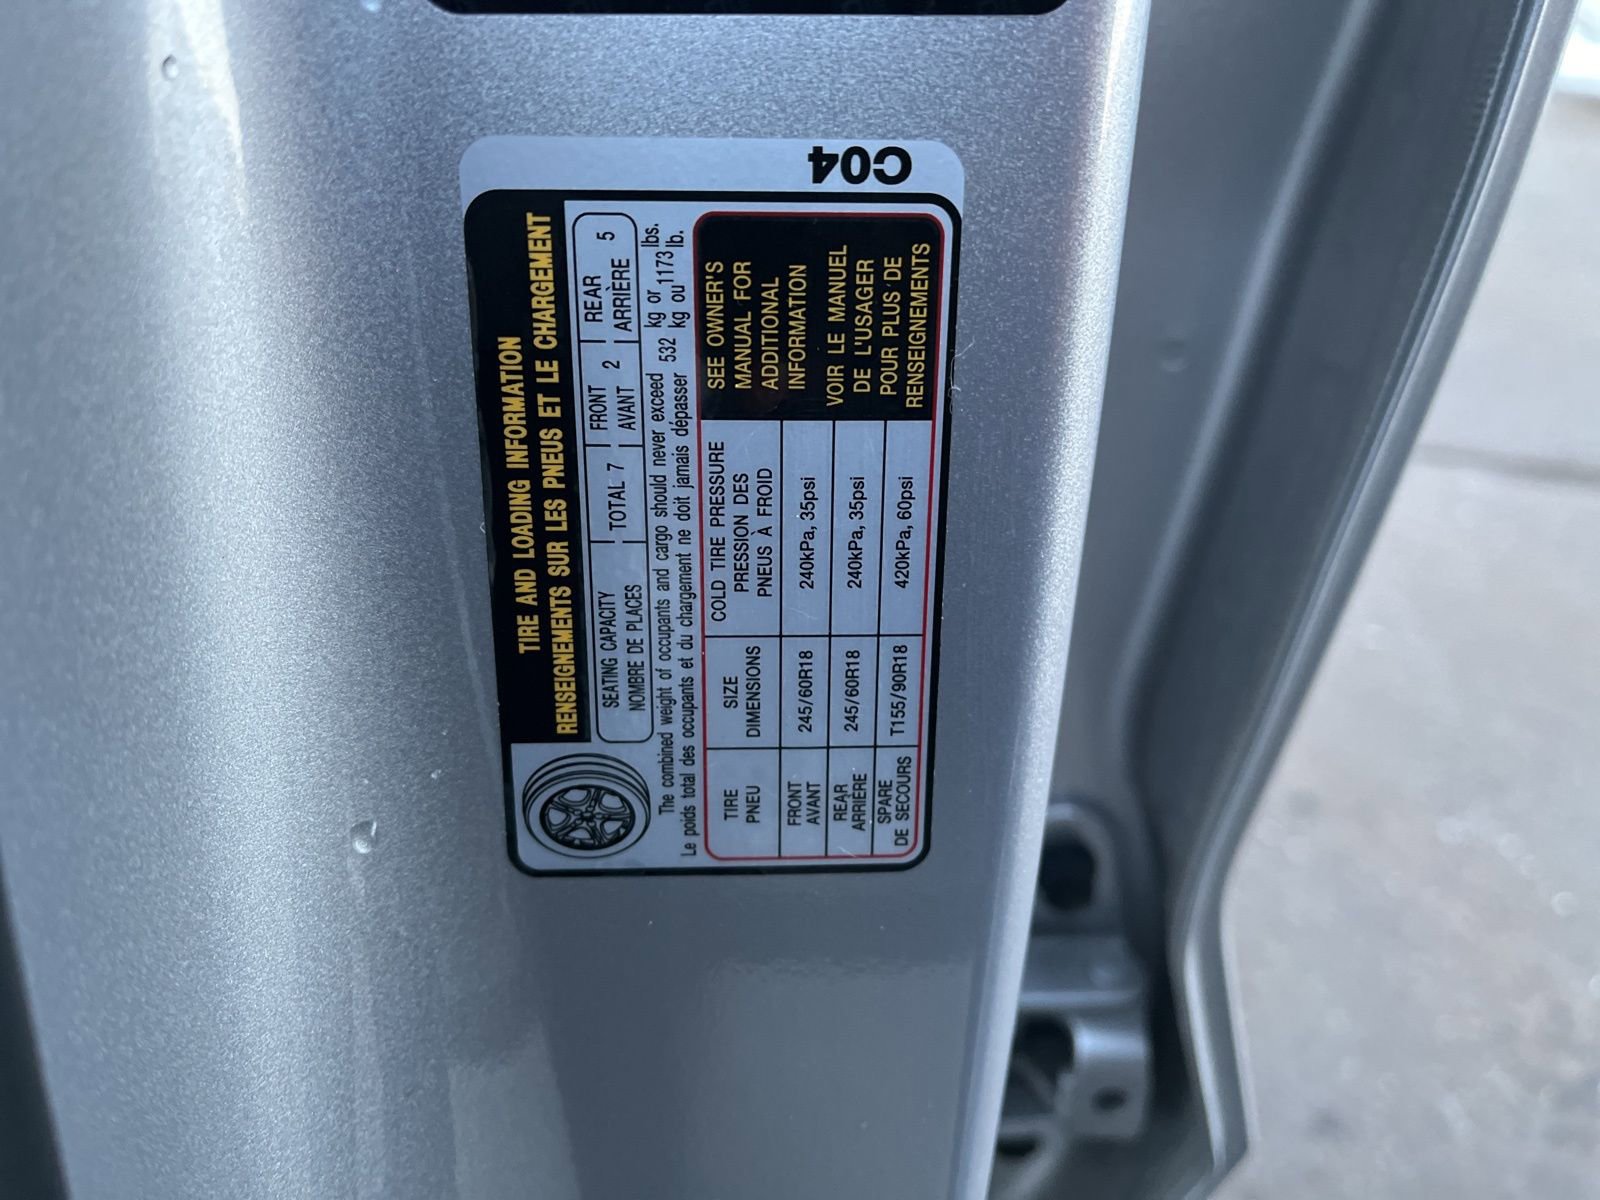 C04
TIRE AND LOADING INFORMATION
RENSEIGNEMENTS SUR LES PNEUS ET LE CHARGEMENT
SEATING CAPACITY
NOMBRE DE PLACES
TOTAL 7
FRONT
AVANT 2
REAR
ARRIÈRE 5
The combined weight of occupants and cargo should never exceed 532 kg or 1173 lbs.
Le poids total des occupants et du chargement ne doit jamais dépasser 532 kg ou 1173 lb.
TIRE
PNEU
SIZE
DIMENSIONS
COLD TIRE PRESSURE
PRESSION DES
PNEUS À FROID
FRONT
AVANT
245/60R18
240kPa, 35psi
REAR
ARRIÈRE
245/60R18
240kPa, 35psi
SPARE
DE SECOURS
T155/90R18
420kPa, 60psi
SEE OWNER'S
MANUAL FOR
ADDITIONAL
INFORMATION
VOIR LE MANUEL
DE L'USAGER
POUR PLUS DE
RENSEIGNEMENTS